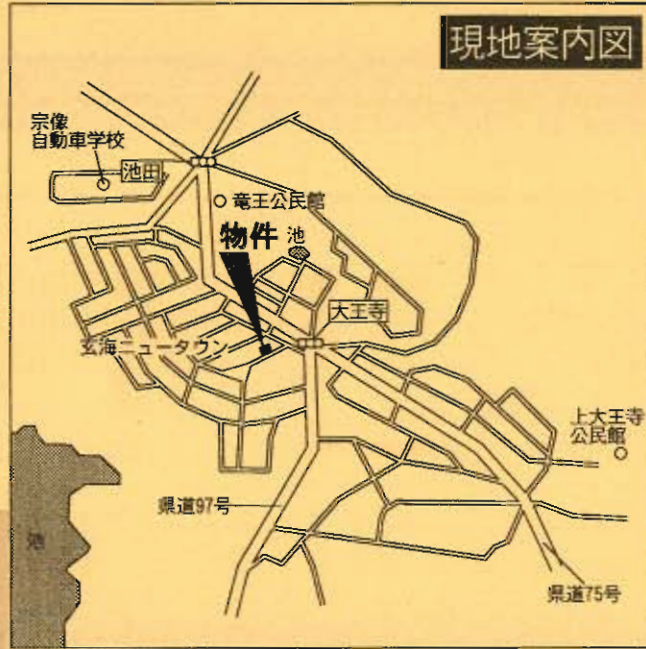 現地案内図
宗像
自動車学校
池田
竜王公民館
物件
池
大王寺
玄海ニュータウン
上大王寺
公民館
県道97号
池
県道75号